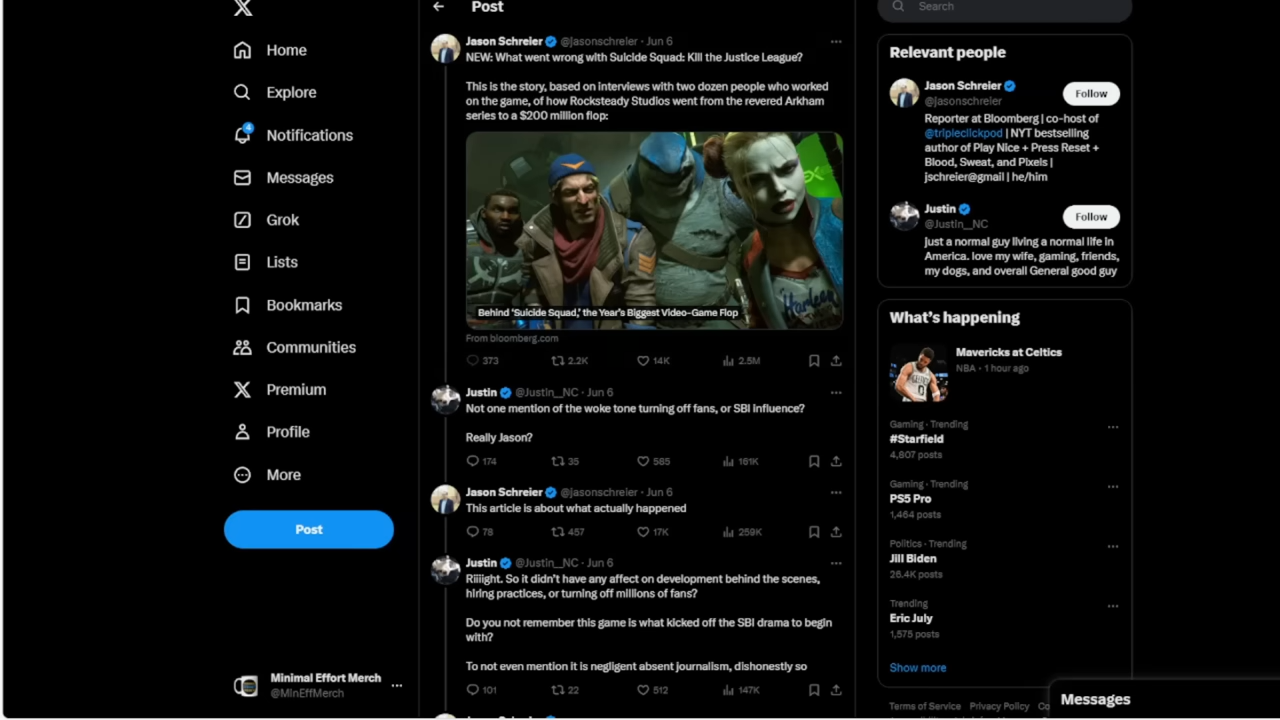 Home
Explore
4
Notifications
Messages
Grok
Lists
Bookmarks
Communities
Premium
Profile
More
Post
Minimal Effort Merch
@MinEffMerch
Post
Jason Schreier @jasonschreier · Jun 6
NEW: What went wrong with Suicide Squad: Kill the Justice League?
This is the story, based on interviews with two dozen people who worked
on the game, of how Rocksteady Studios went from the revered Arkham
series to a $200 million flop:
Harleen
Behind 'Suicide Squad,' the Year's Biggest Video-Game Flop
From bloomberg.com
373 2.2K 14K 2.5M
Justin @Justin__NC · Jun 6
Not one mention of the woke tone turning off fans, or SBI influence?
Really Jason?
174 35 585 161K
Jason Schreier @jasonschreier · Jun 6
This article is about what actually happened
78 457 17K 259K
Justin @Justin__NC · Jun 6
Riiiight. So it didn't have any affect on development behind the scenes,
hiring practices, or turning off millions of fans?
Do you not remember this game is what kicked off the SBI drama to begin
with?
To not even mention it is negligent absent journalism, dishonestly so
101 22 512 147K
Search
Relevant people
Jason Schreier
@jasonschreier
Follow
Reporter at Bloomberg | co-host of
@tripleclickpod | NYT bestselling
author of Play Nice + Press Reset +
Blood, Sweat, and Pixels |
jschreier@gmail | he/him
Justin
@Justin__NC
Follow
just a normal guy living a normal life in
America. love my wife, gaming, friends,
my dogs, and overall General good guy
What's happening
Mavericks at Celtics
NBA · 1 hour ago
Gaming · Trending
#Starfield
4,807 posts
Gaming · Trending
PS5 Pro
1,464 posts
Politics · Trending
Jill Biden
26.4K posts
Trending
Eric July
1,575 posts
Show more
Terms of Service Privacy Policy Co
Messages